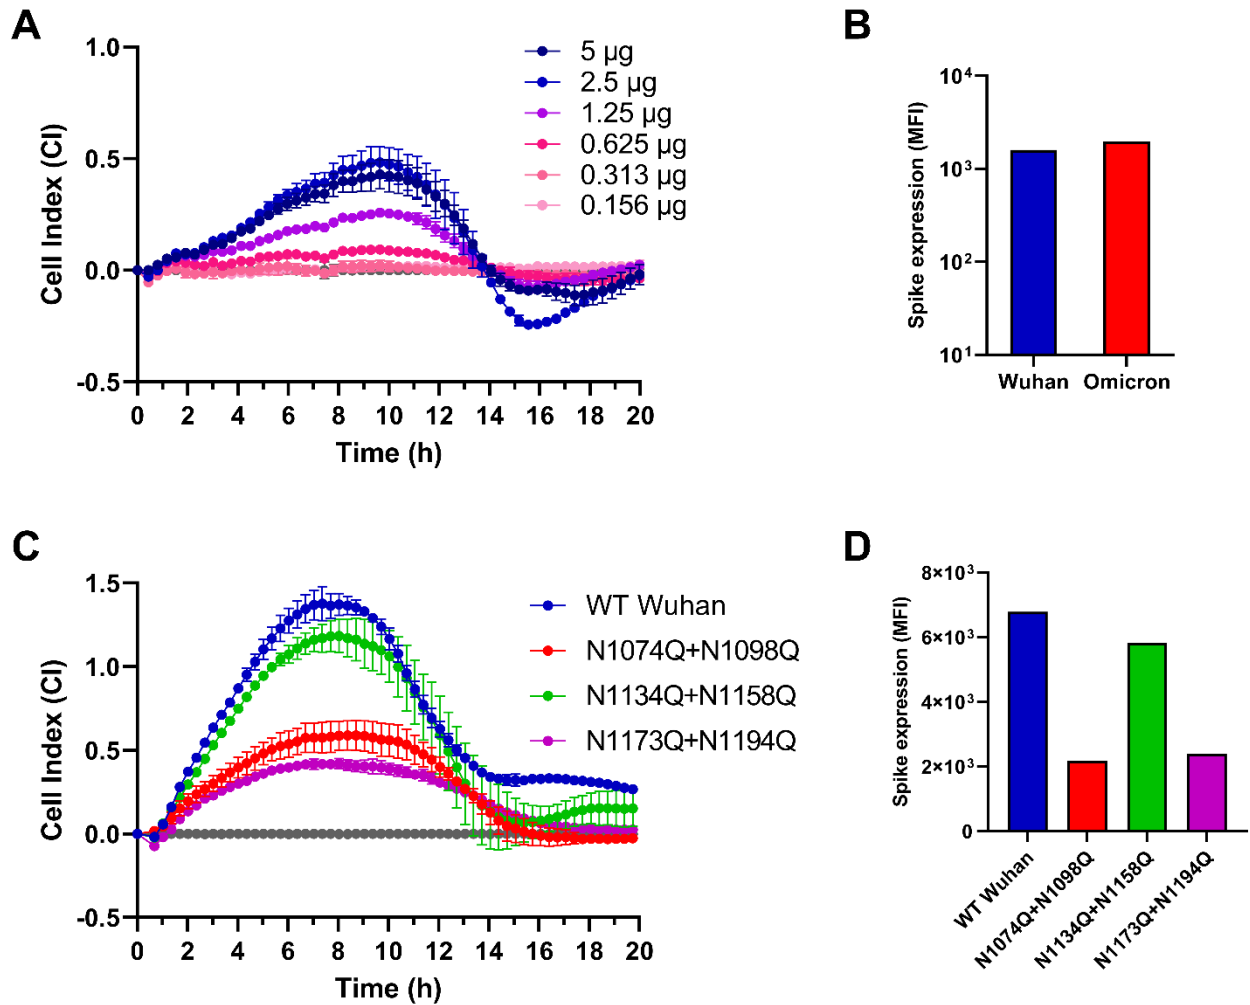 A
Cell Index (CI)
1.0
0.5
0.0
-0.5
0 2 4 6 8 10 12 14 16 18 20
Time (h)
5 µg
2.5 µg
1.25 µg
0.625 µg
0.313 µg
0.156 µg
B
Spike expression (MFI)
10⁴
10³
10²
10¹
Wuhan Omicron
C
Cell Index (CI)
1.5
1.0
0.5
0.0
-0.5
0 2 4 6 8 10 12 14 16 18 20
Time (h)
WT Wuhan
N1074Q+N1098Q
N1134Q+N1158Q
N1173Q+N1194Q
D
Spike expression (MFI)
8×10³
6×10³
4×10³
2×10³
0
WT Wuhan
N1074Q+N1098Q
N1134Q+N1158Q
N1173Q+N1194Q